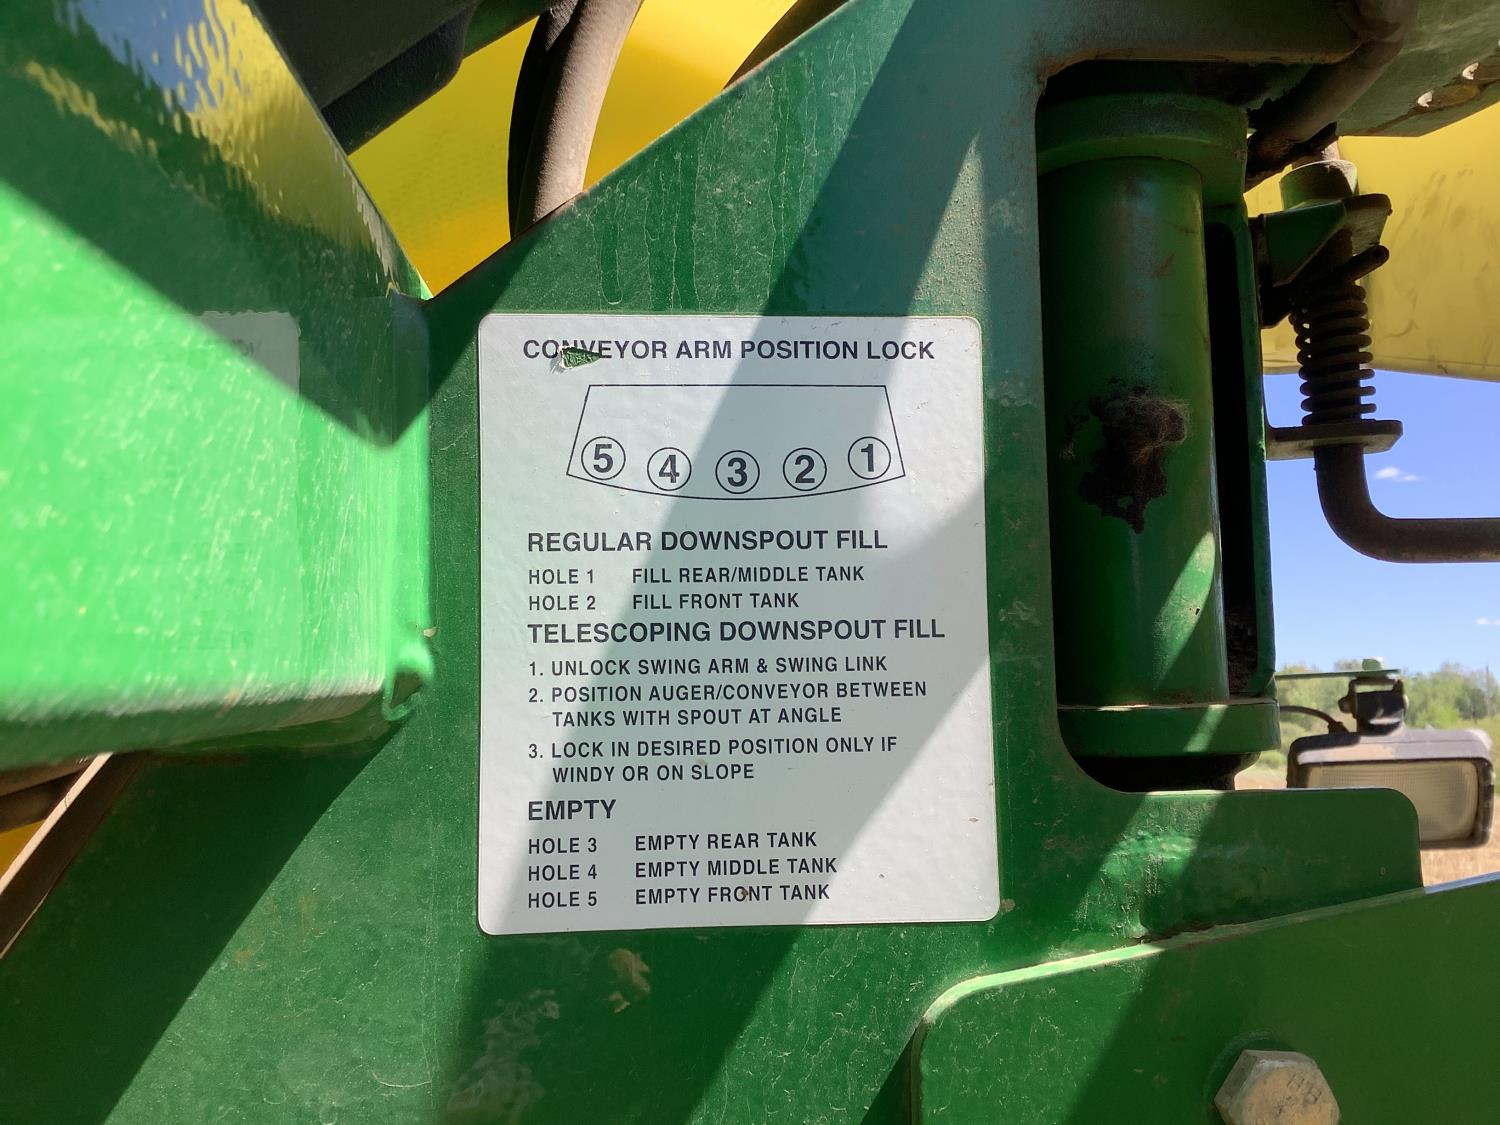 CONVEYOR ARM POSITION LOCK
5 4 3 2 1
REGULAR DOWNSPOUT FILL
HOLE 1 FILL REAR/MIDDLE TANK
HOLE 2 FILL FRONT TANK
TELESCOPING DOWNSPOUT FILL
1. UNLOCK SWING ARM & SWING LINK
2. POSITION AUGER/CONVEYOR BETWEEN
TANKS WITH SPOUT AT ANGLE
3. LOCK IN DESIRED POSITION ONLY IF
WINDY OR ON SLOPE
EMPTY
HOLE 3 EMPTY REAR TANK
HOLE 4 EMPTY MIDDLE TANK
HOLE 5 EMPTY FRONT TANK